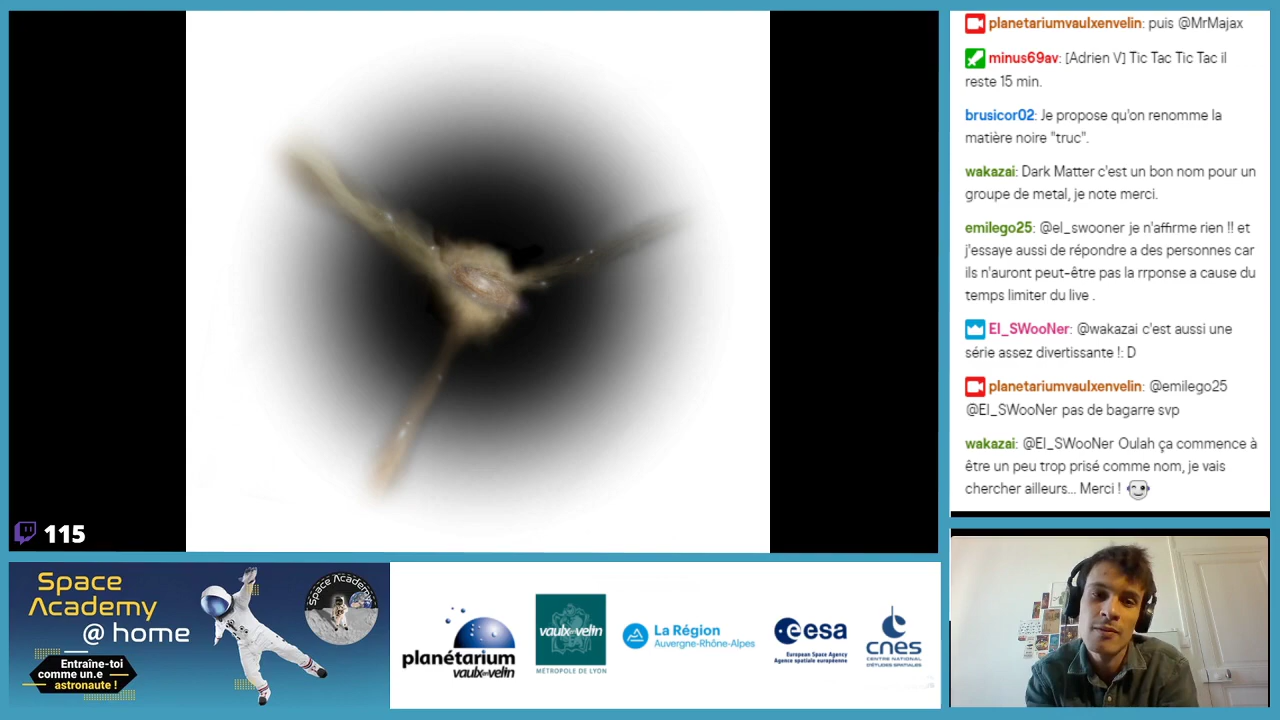 planetariumvaulxenvelin: puis @MrMajax
minus69av: [Adrien V] Tic Tac Tic Tac il
reste 15 min.
brusicor02: Je propose qu'on renomme la
matière noire "truc".
wakazai: Dark Matter c'est un bon nom pour un
groupe de metal, je note merci.
emilego25: @el_swooner je n'affirme rien !! et
j'essaye aussi de répondre a des personnes car
ils n'auront peut-être pas la rrponse a cause du
temps limiter du live .
El_SWooNer: @wakazai c'est aussi une
série assez divertissante !: D
planetariumvaulxenvelin: @emilego25
@El_SWooNer pas de bagarre svp
wakazai: @El_SWooNer Oulah ça commence à
être un peu trop prisé comme nom, je vais
chercher ailleurs... Merci !
115
Space
Academy
@ home
Entraîne-toi
comme un.e
astronaute !
Space Academy
planétarium
vaulx en velin
vaulx-en-velin
MÉTROPOLE DE LYON
La Région
Auvergne-Rhône-Alpes
esa
European Space Agency
Agence spatiale européenne
cnes
CENTRE NATIONAL
D'ÉTUDES SPATIALES